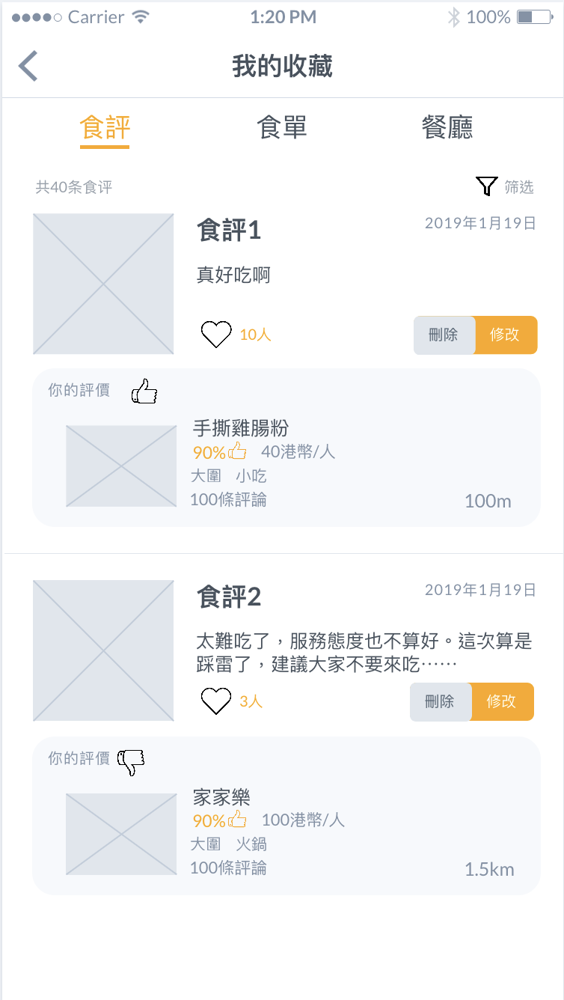 Carrier 1:20 PM 100%
我的收藏
食評 食單 餐廳
共40条食评 筛选
食評1 2019年1月19日
真好吃啊
10人 刪除 修改
你的評價
手撕雞腸粉
90% 40港幣/人
大圍 小吃
100條評論 100m
食評2 2019年1月19日
太難吃了，服務態度也不算好。這次算是
踩雷了，建議大家不要來吃⋯⋯
3人 刪除 修改
你的評價
家家樂
90% 100港幣/人
大圍 火鍋
100條評論 1.5km